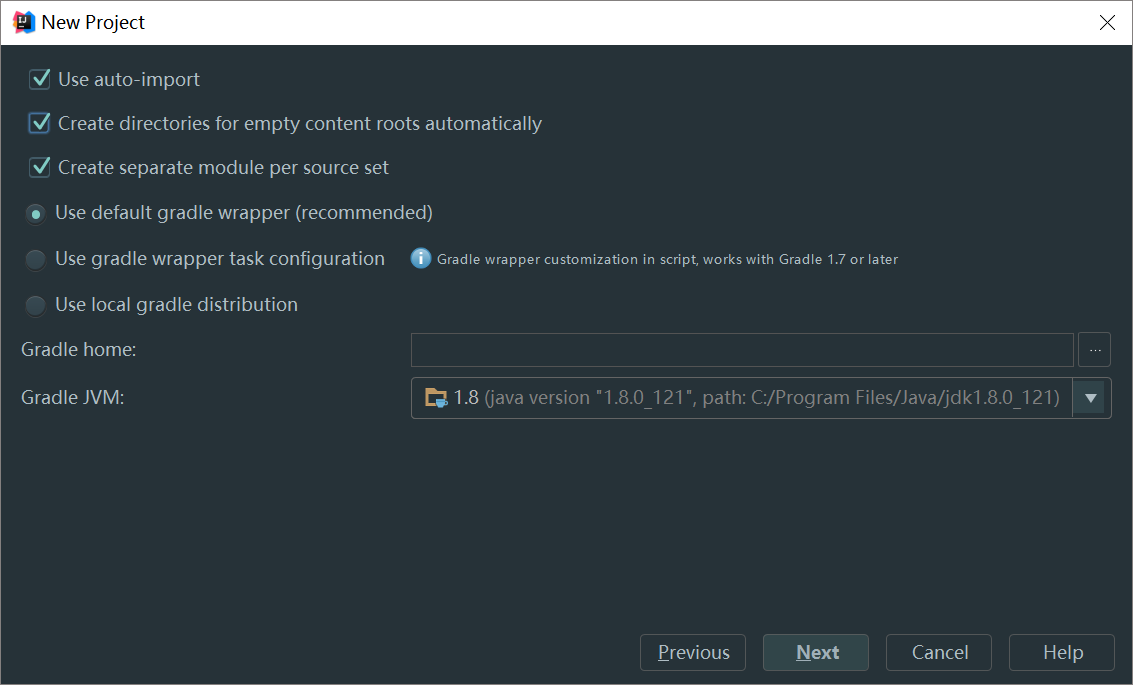 New Project
Use auto-import
Create directories for empty content roots automatically
Create separate module per source set
Use default gradle wrapper (recommended)
Use gradle wrapper task configuration Gradle wrapper customization in script, works with Gradle 1.7 or later
Use local gradle distribution
Gradle home: ...
Gradle JVM: 1.8 (java version "1.8.0_121", path: C:/Program Files/Java/jdk1.8.0_121)
Previous Next Cancel Help